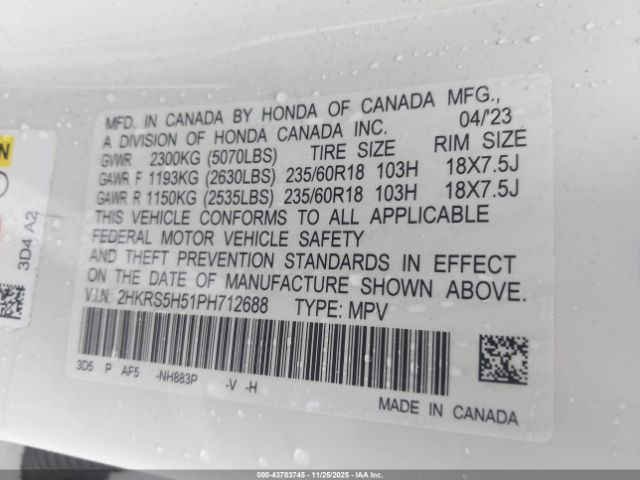 MFD. IN CANADA BY HONDA OF CANADA MFG.,
A DIVISION OF HONDA CANADA INC. 04/'23
GVWR 2300KG (5070LBS) TIRE SIZE RIM SIZE
GAWR F 1193KG (2630LBS) 235/60R18 103H 18X7.5J
GAWR R 1150KG (2535LBS) 235/60R18 103H 18X7.5J
THIS VEHICLE CONFORMS TO ALL APPLICABLE
FEDERAL MOTOR VEHICLE SAFETY
AND THEFT PREVENTION STANDARDS IN EFFECT
ON THE DATE OF MANUFACTURE SHOWN ABOVE.
V.I.N.: 2HKRS5H51PH712688 TYPE: MPV
3D5 P AF5 -NH883P -V -H
MADE IN CANADA
3D4 A2
000-43783745 - 11/25/2025 - IAA Inc.